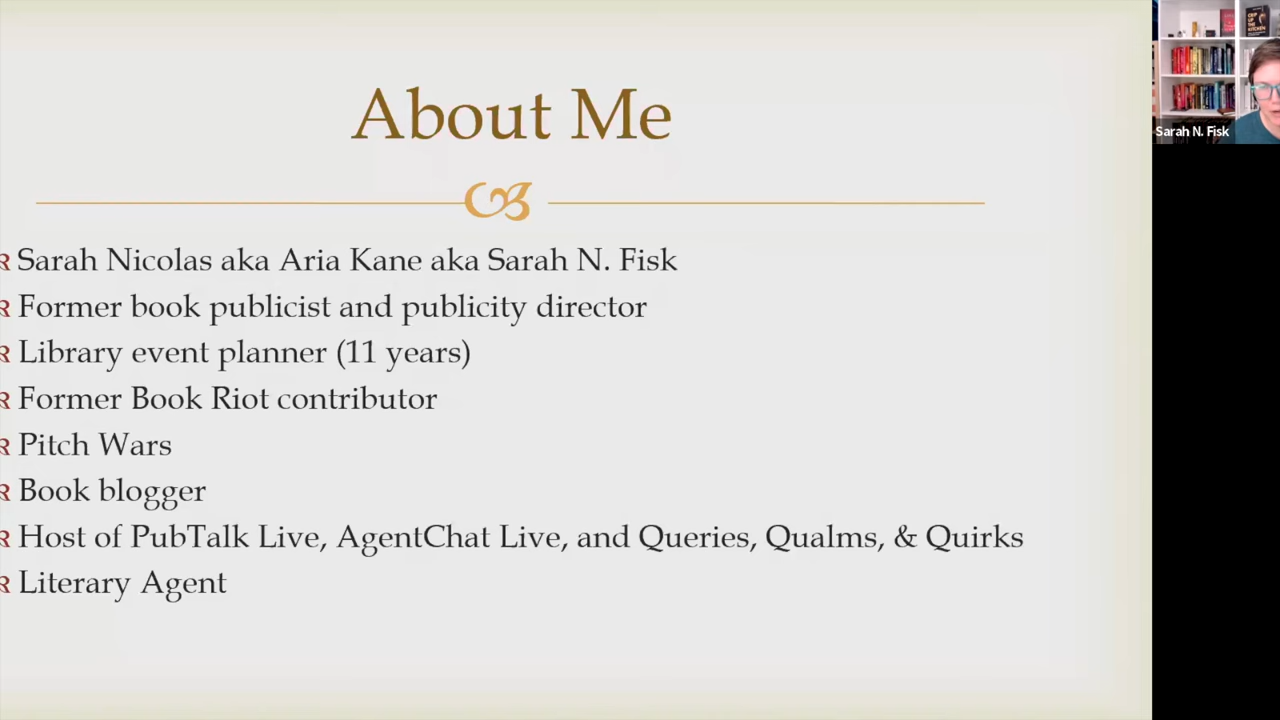 About Me
Sarah Nicolas aka Aria Kane aka Sarah N. Fisk
Former book publicist and publicity director
Library event planner (11 years)
Former Book Riot contributor
Pitch Wars
Book blogger
Host of PubTalk Live, AgentChat Live, and Queries, Qualms, & Quirks
Literary Agent
Sarah N. Fisk